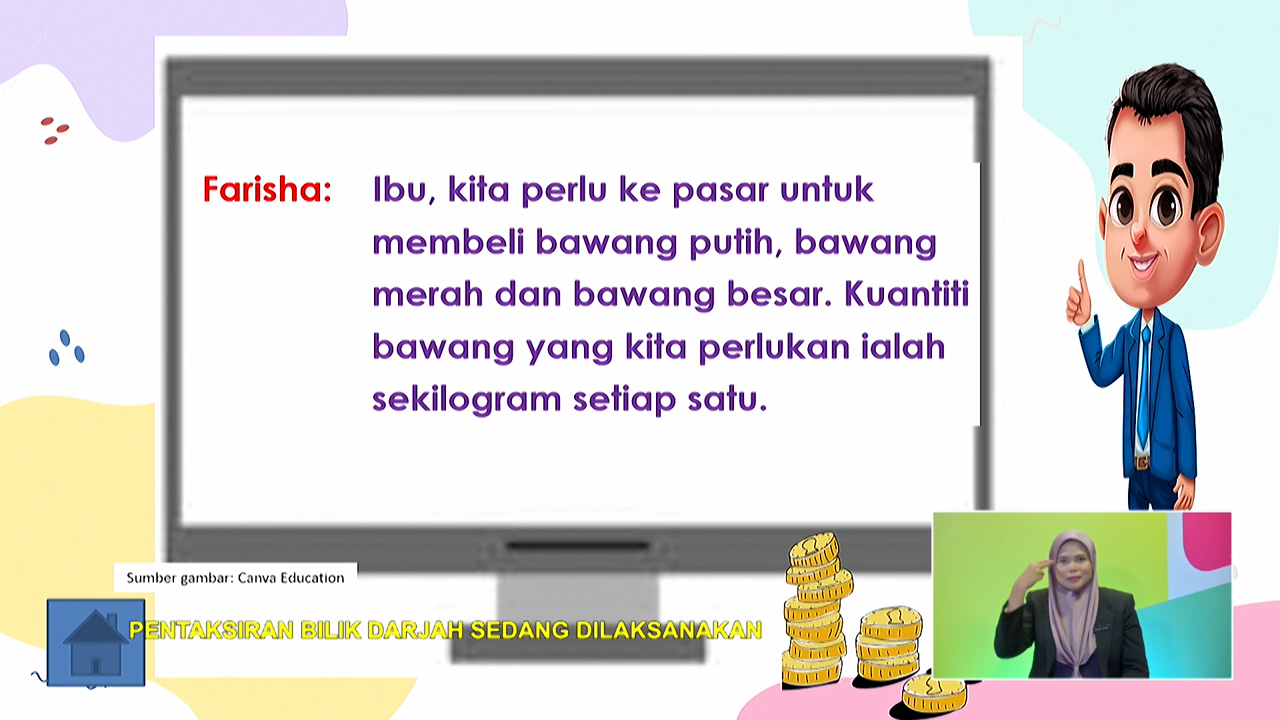 Farisha: Ibu, kita perlu ke pasar untuk
membeli bawang putih, bawang
merah dan bawang besar. Kuantiti
bawang yang kita perlukan ialah
sekilogram setiap satu.
Sumber gambar: Canva Education
PENTAKSIRAN BILIK DARJAH SEDANG DILAKSANAKAN